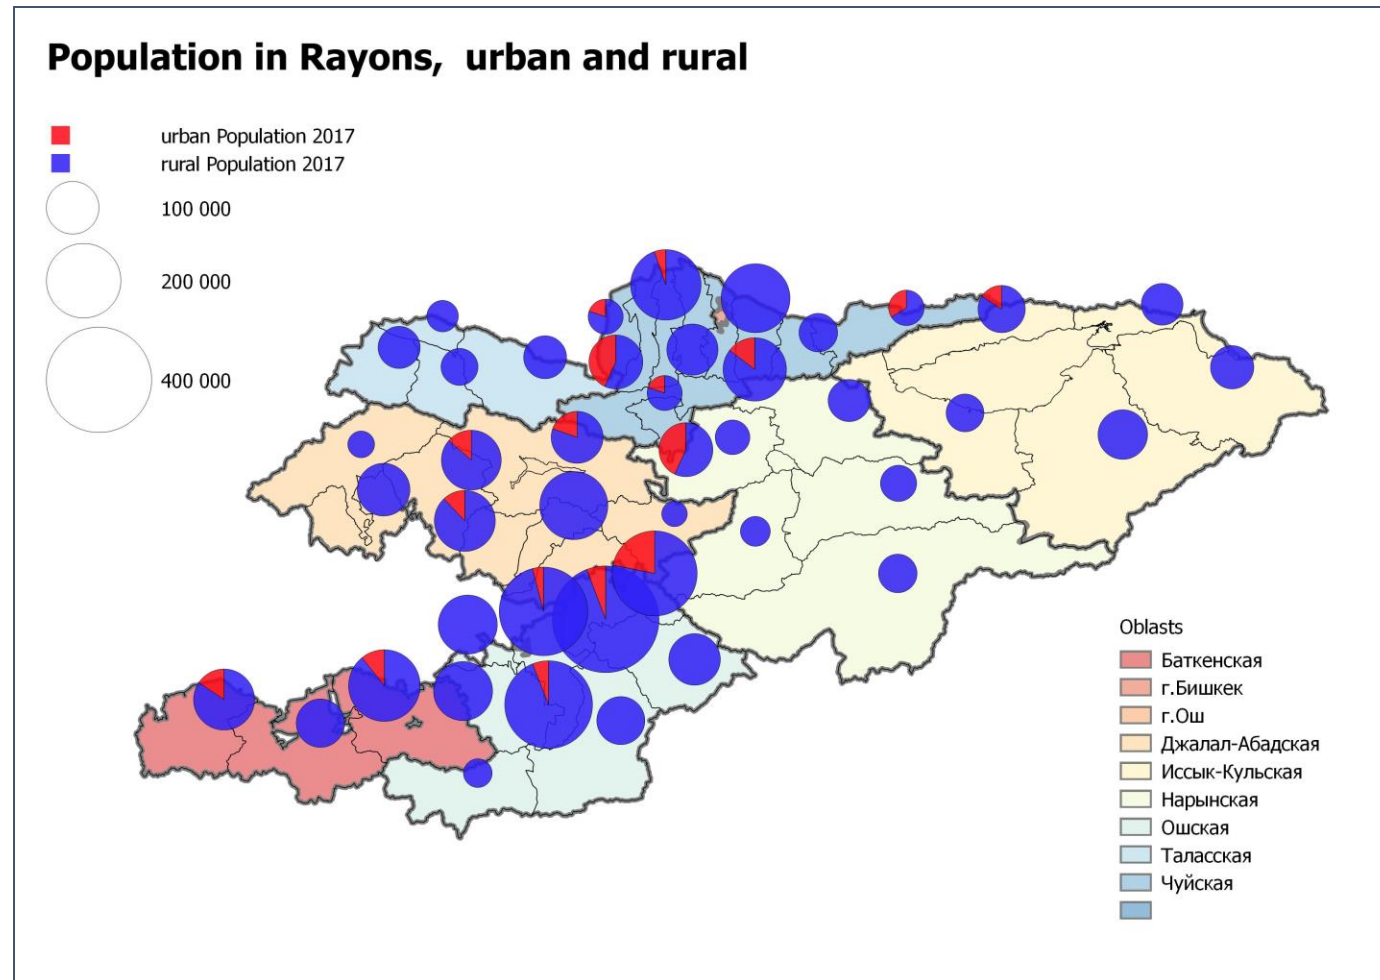 Population in Rayons,  urban and rural
urban Population 2017
rural Population 2017
100 000
200 000
400 000
Oblasts
Баткенская
г.Бишкек
г.Ош
Джалал-Абадская
Иссык-Кульская
Нарынская
Ошская
Таласская
Чуйская